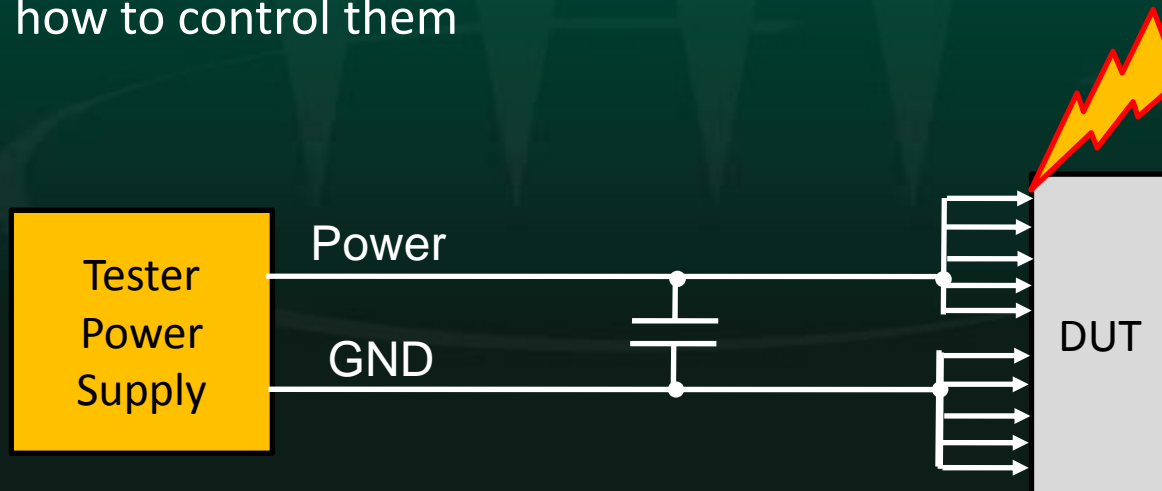 how to control them
Power
Tester
Power
Supply
GND
DUT